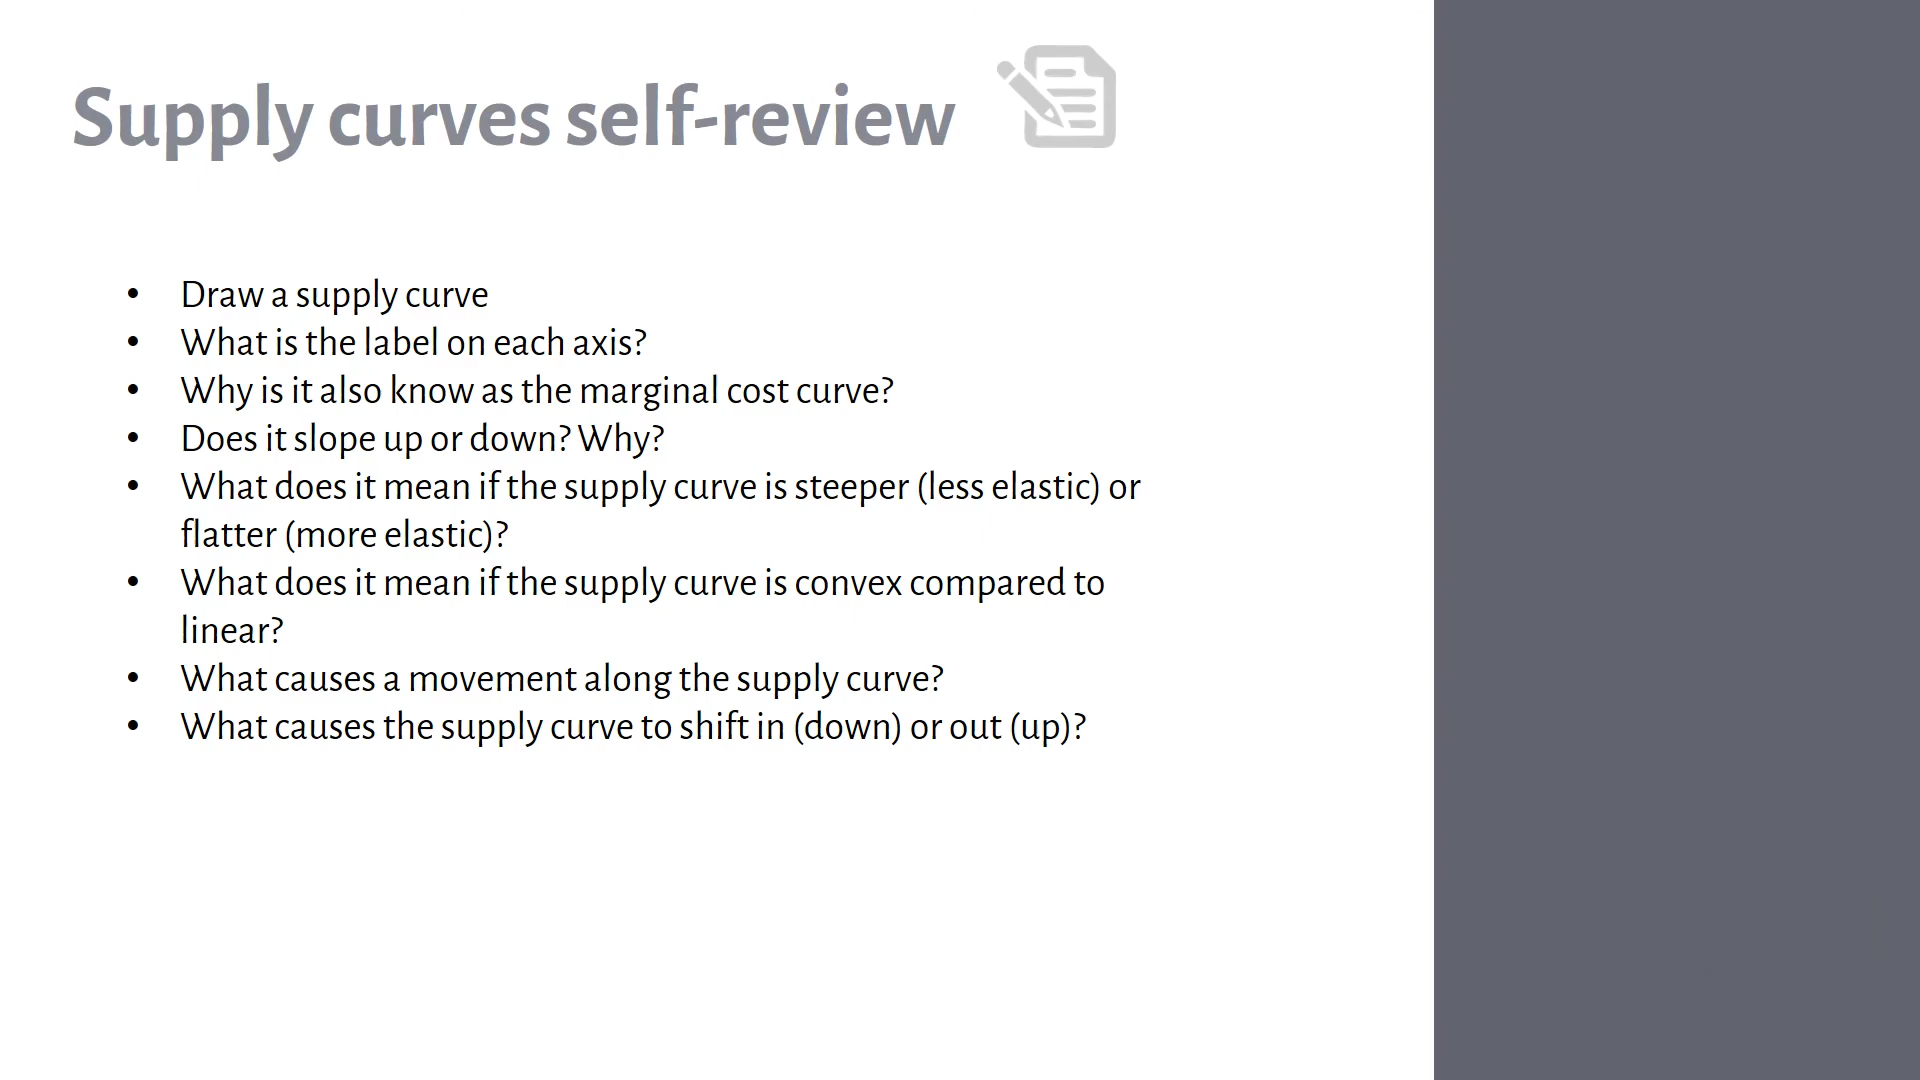 Supply curves self-review
• Draw a supply curve
• What is the label on each axis?
• Why is it also know as the marginal cost curve?
• Does it slope up or down? Why?
• What does it mean if the supply curve is steeper (less elastic) or
flatter (more elastic)?
• What does it mean if the supply curve is convex compared to
linear?
• What causes a movement along the supply curve?
• What causes the supply curve to shift in (down) or out (up)?